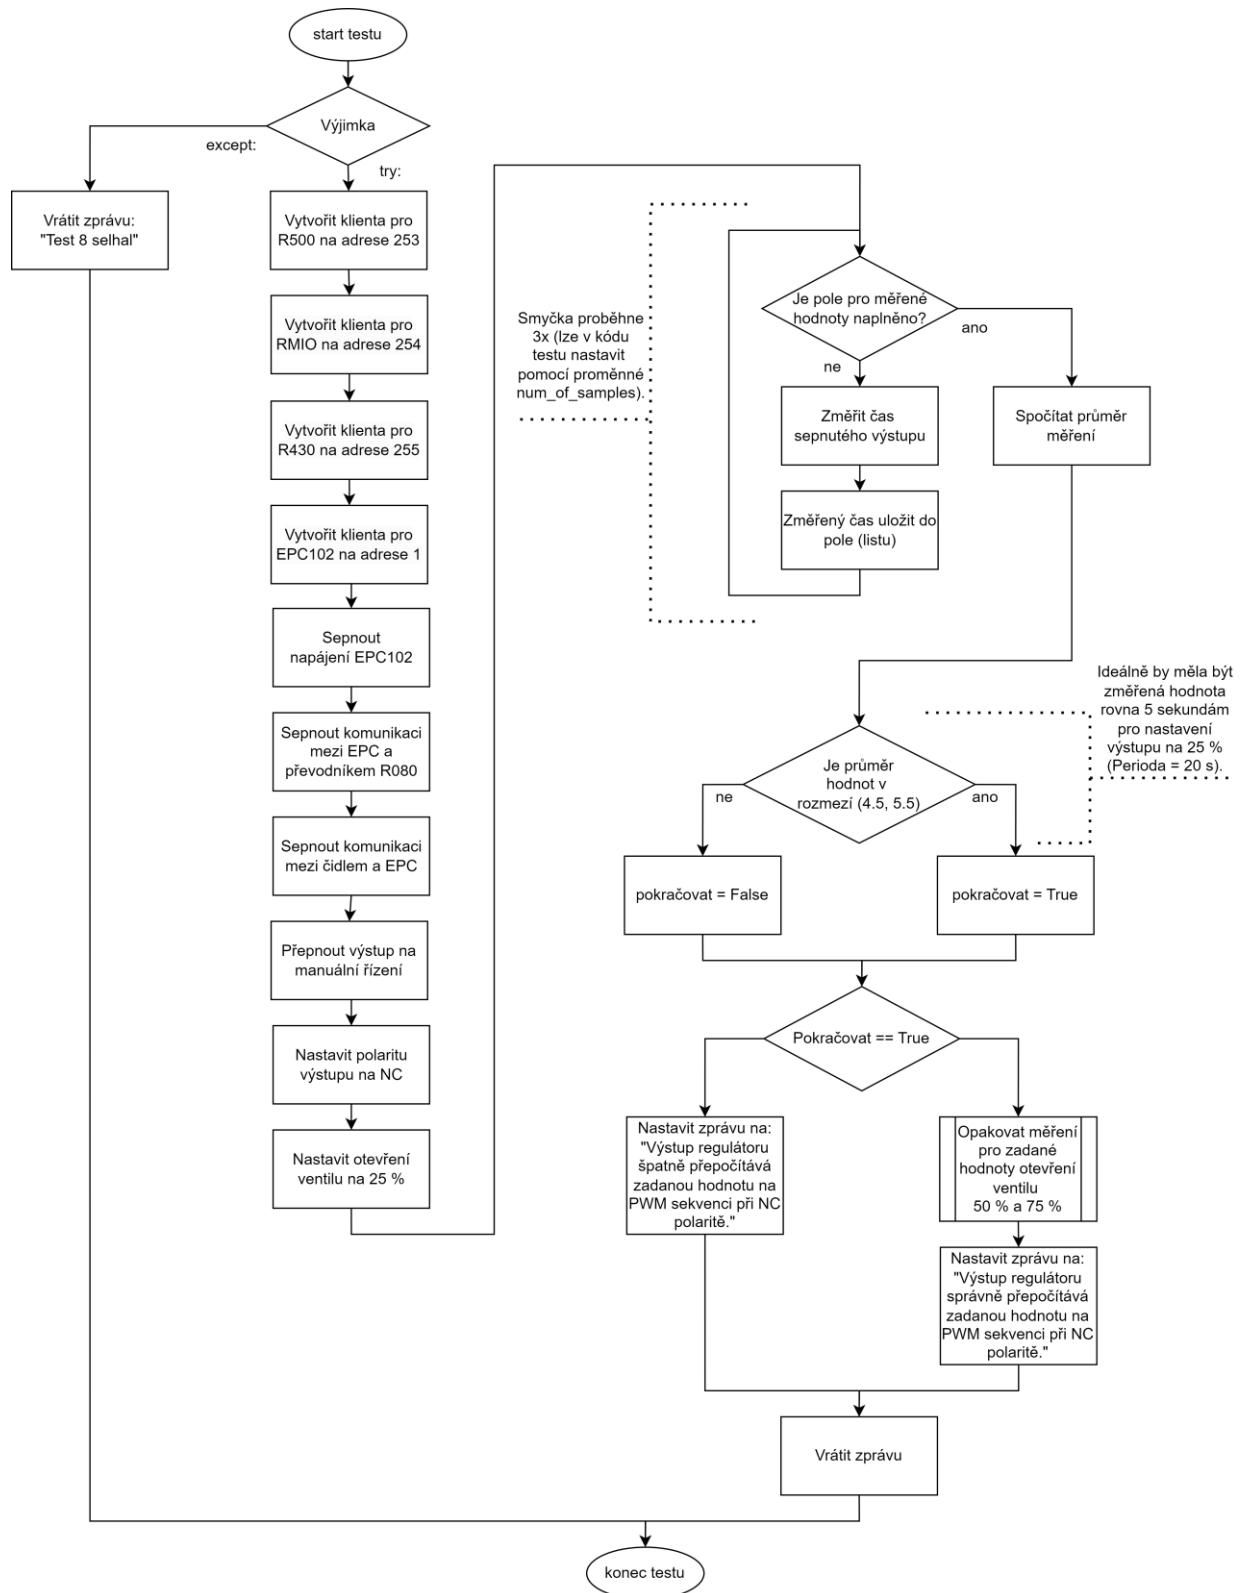 start testu
Výjimka
except:
try:
Vrátit zprávu:
"Test 8 selhal"
Vytvořit klienta pro
R500 na adrese 253
Vytvořit klienta pro
RMIO na adrese 254
Vytvořit klienta pro
R430 na adrese 255
Vytvořit klienta pro
EPC102 na adrese 1
Sepnout
napájení EPC102
Sepnout komunikaci
mezi EPC a
převodníkem R080
Sepnout komunikaci
mezi čidlem a EPC
Přepnout výstup na
manuální řízení
Nastavit polaritu
výstupu na NC
Nastavit otevření
ventilu na 25 %
Smyčka proběhne
3x (lze v kódu
testu nastavit
pomocí proměnné
num_of_samples).
Je pole pro měřené
hodnoty naplněno?
ano
ne
Změřit čas
sepnutého výstupu
Spočítat průměr
měření
Změřený čas uložit do
pole (listu)
Ideálně by měla být
změřená hodnota
rovna 5 sekundám
pro nastavení
výstupu na 25 %
(Perioda = 20 s).
Je průměr
hodnot v
rozmezí (4.5, 5.5)
ne
ano
pokračovat = False
pokračovat = True
Pokračovat == True
Nastavit zprávu na:
"Výstup regulátoru
špatně přepočítává
zadanou hodnotu na
PWM sekvenci při NC
polaritě."
Opakovat měření
pro zadané
hodnoty otevření
ventilu
50 % a 75 %
Nastavit zprávu na:
"Výstup regulátoru
správně přepočítává
zadanou hodnotu na
PWM sekvenci při NC
polaritě."
Vrátit zprávu
konec testu